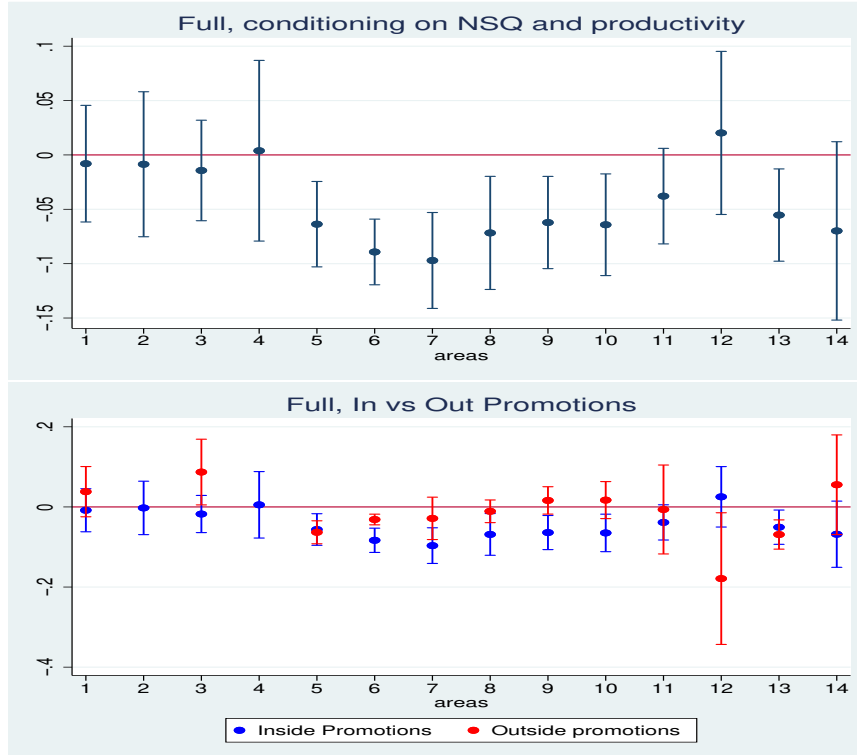 Full, conditioning on NSQ and productivity
.1
.05
0
-.05
-.1
-.15
1 2 3 4 5 6 7 8 9 10 11 12 13 14
areas
Full, In vs Out Promotions
.2
0
-.2
-.4
1 2 3 4 5 6 7 8 9 10 11 12 13 14
areas
Inside Promotions Outside promotions